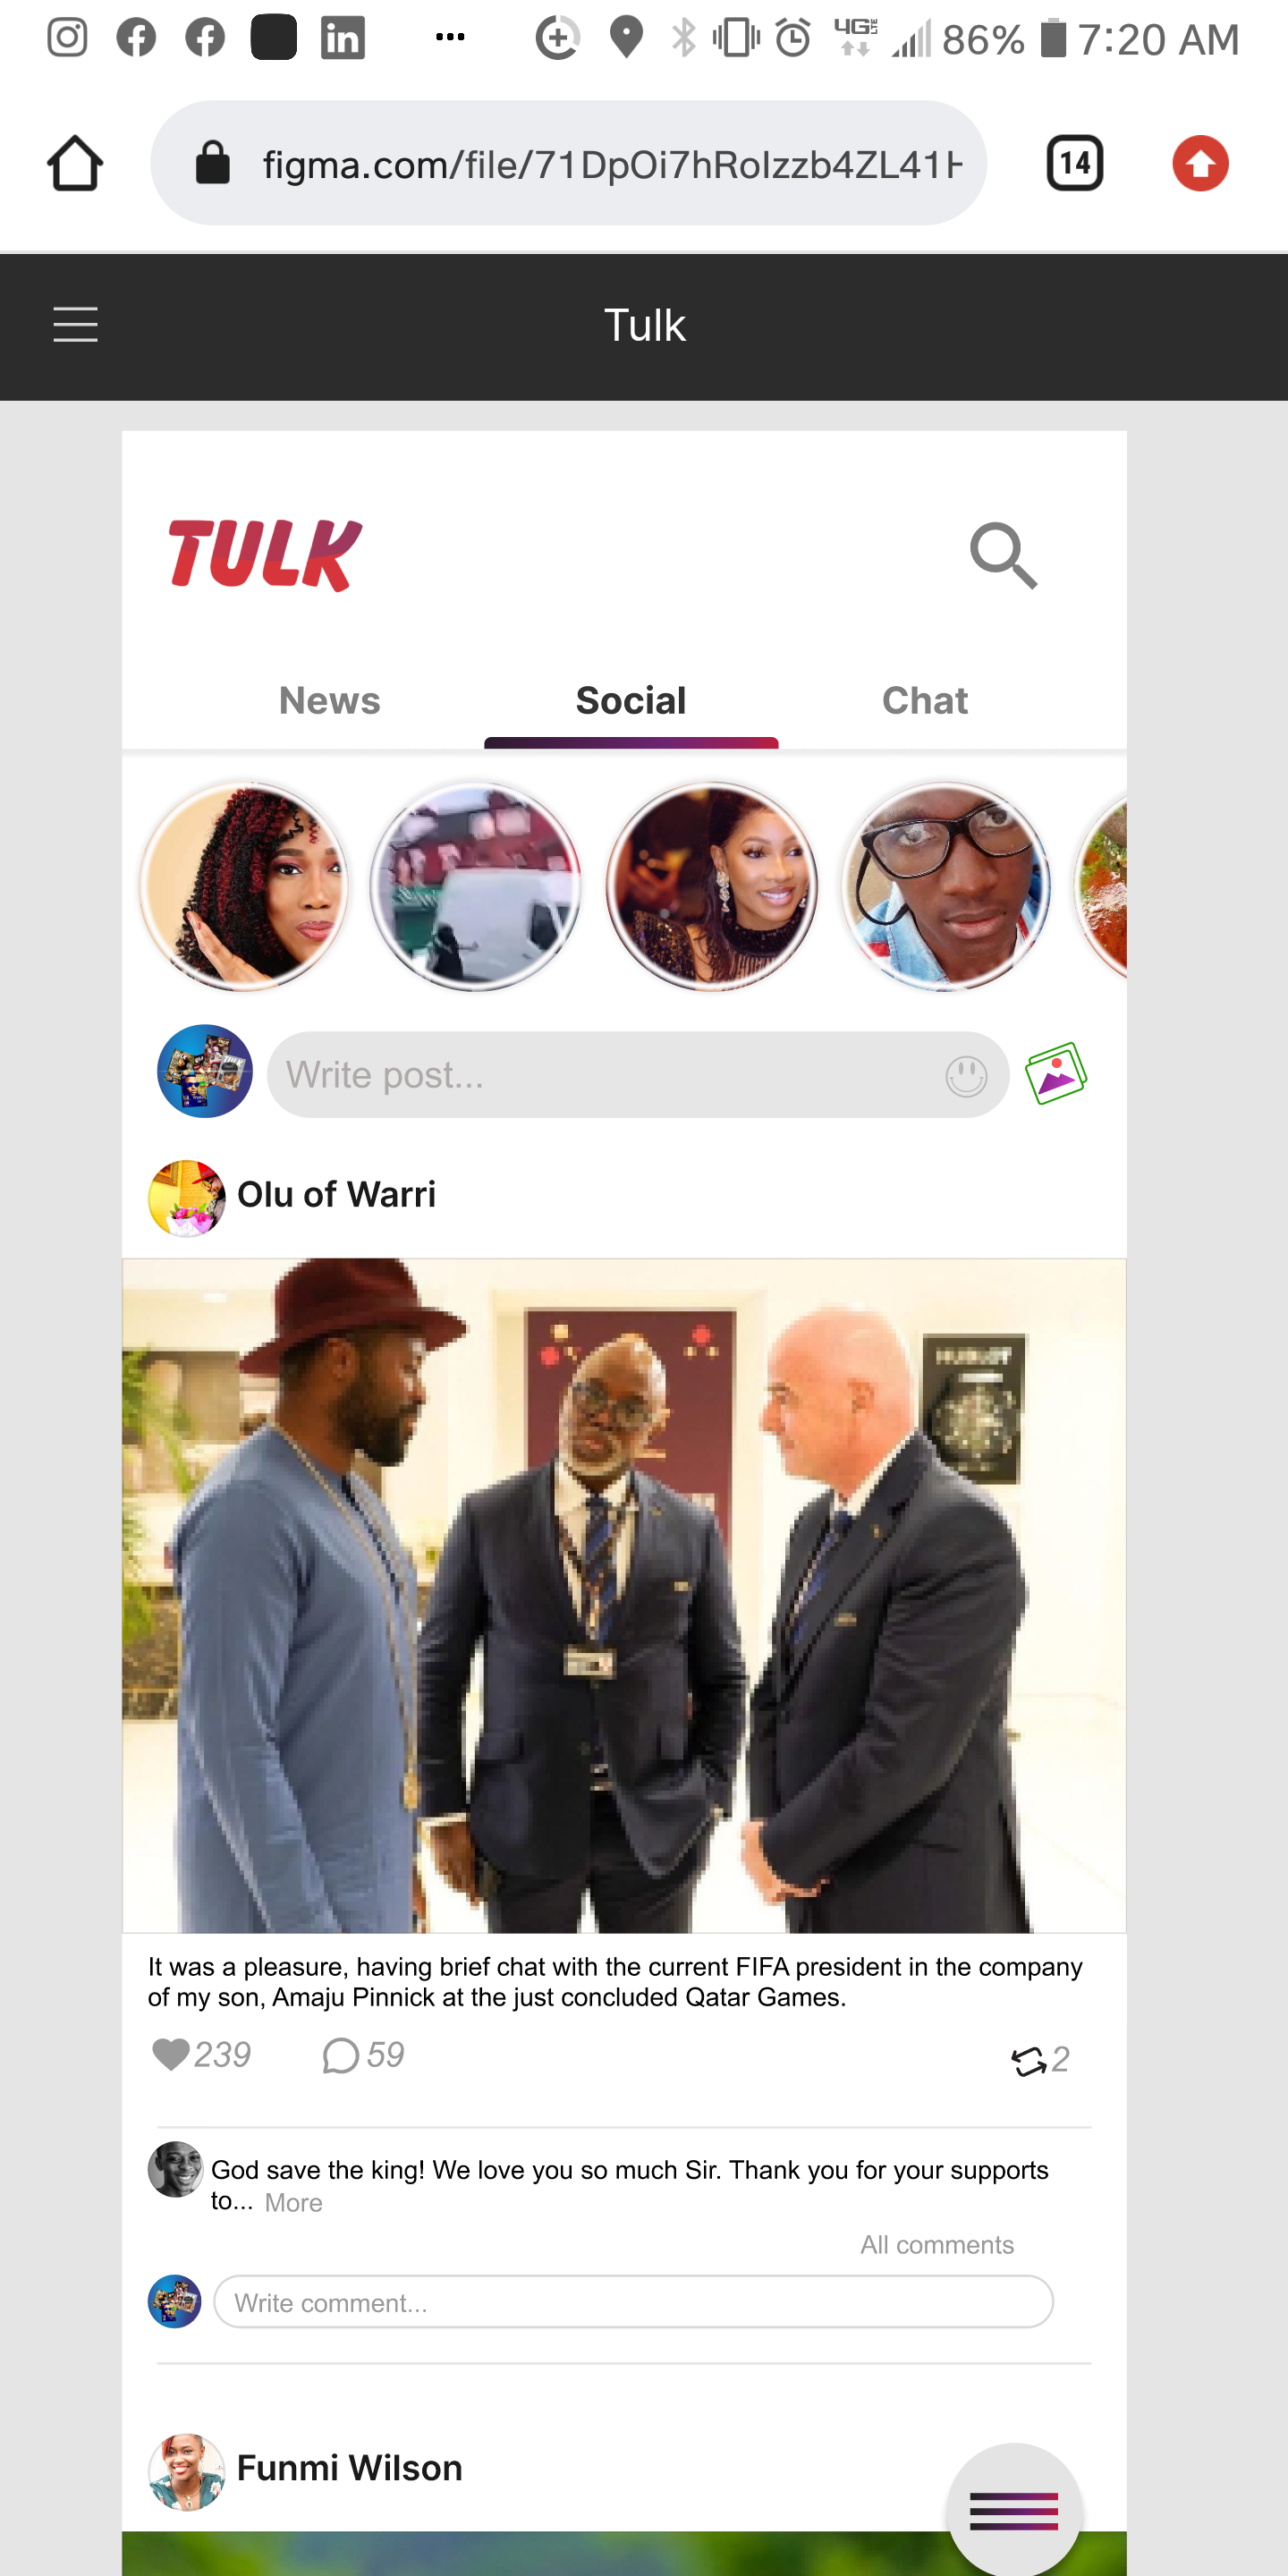 4G LTE 86% 7:20 AM
figma.com/file/71DpOi7hRoIzzb4ZL41H
14
Tulk
TULK
News Social Chat
Write post...
Olu of Warri
HUBLOT
It was a pleasure, having brief chat with the current FIFA president in the company
of my son, Amaju Pinnick at the just concluded Qatar Games.
239 59 2
God save the king! We love you so much Sir. Thank you for your supports
to... More
All comments
Write comment...
Funmi Wilson